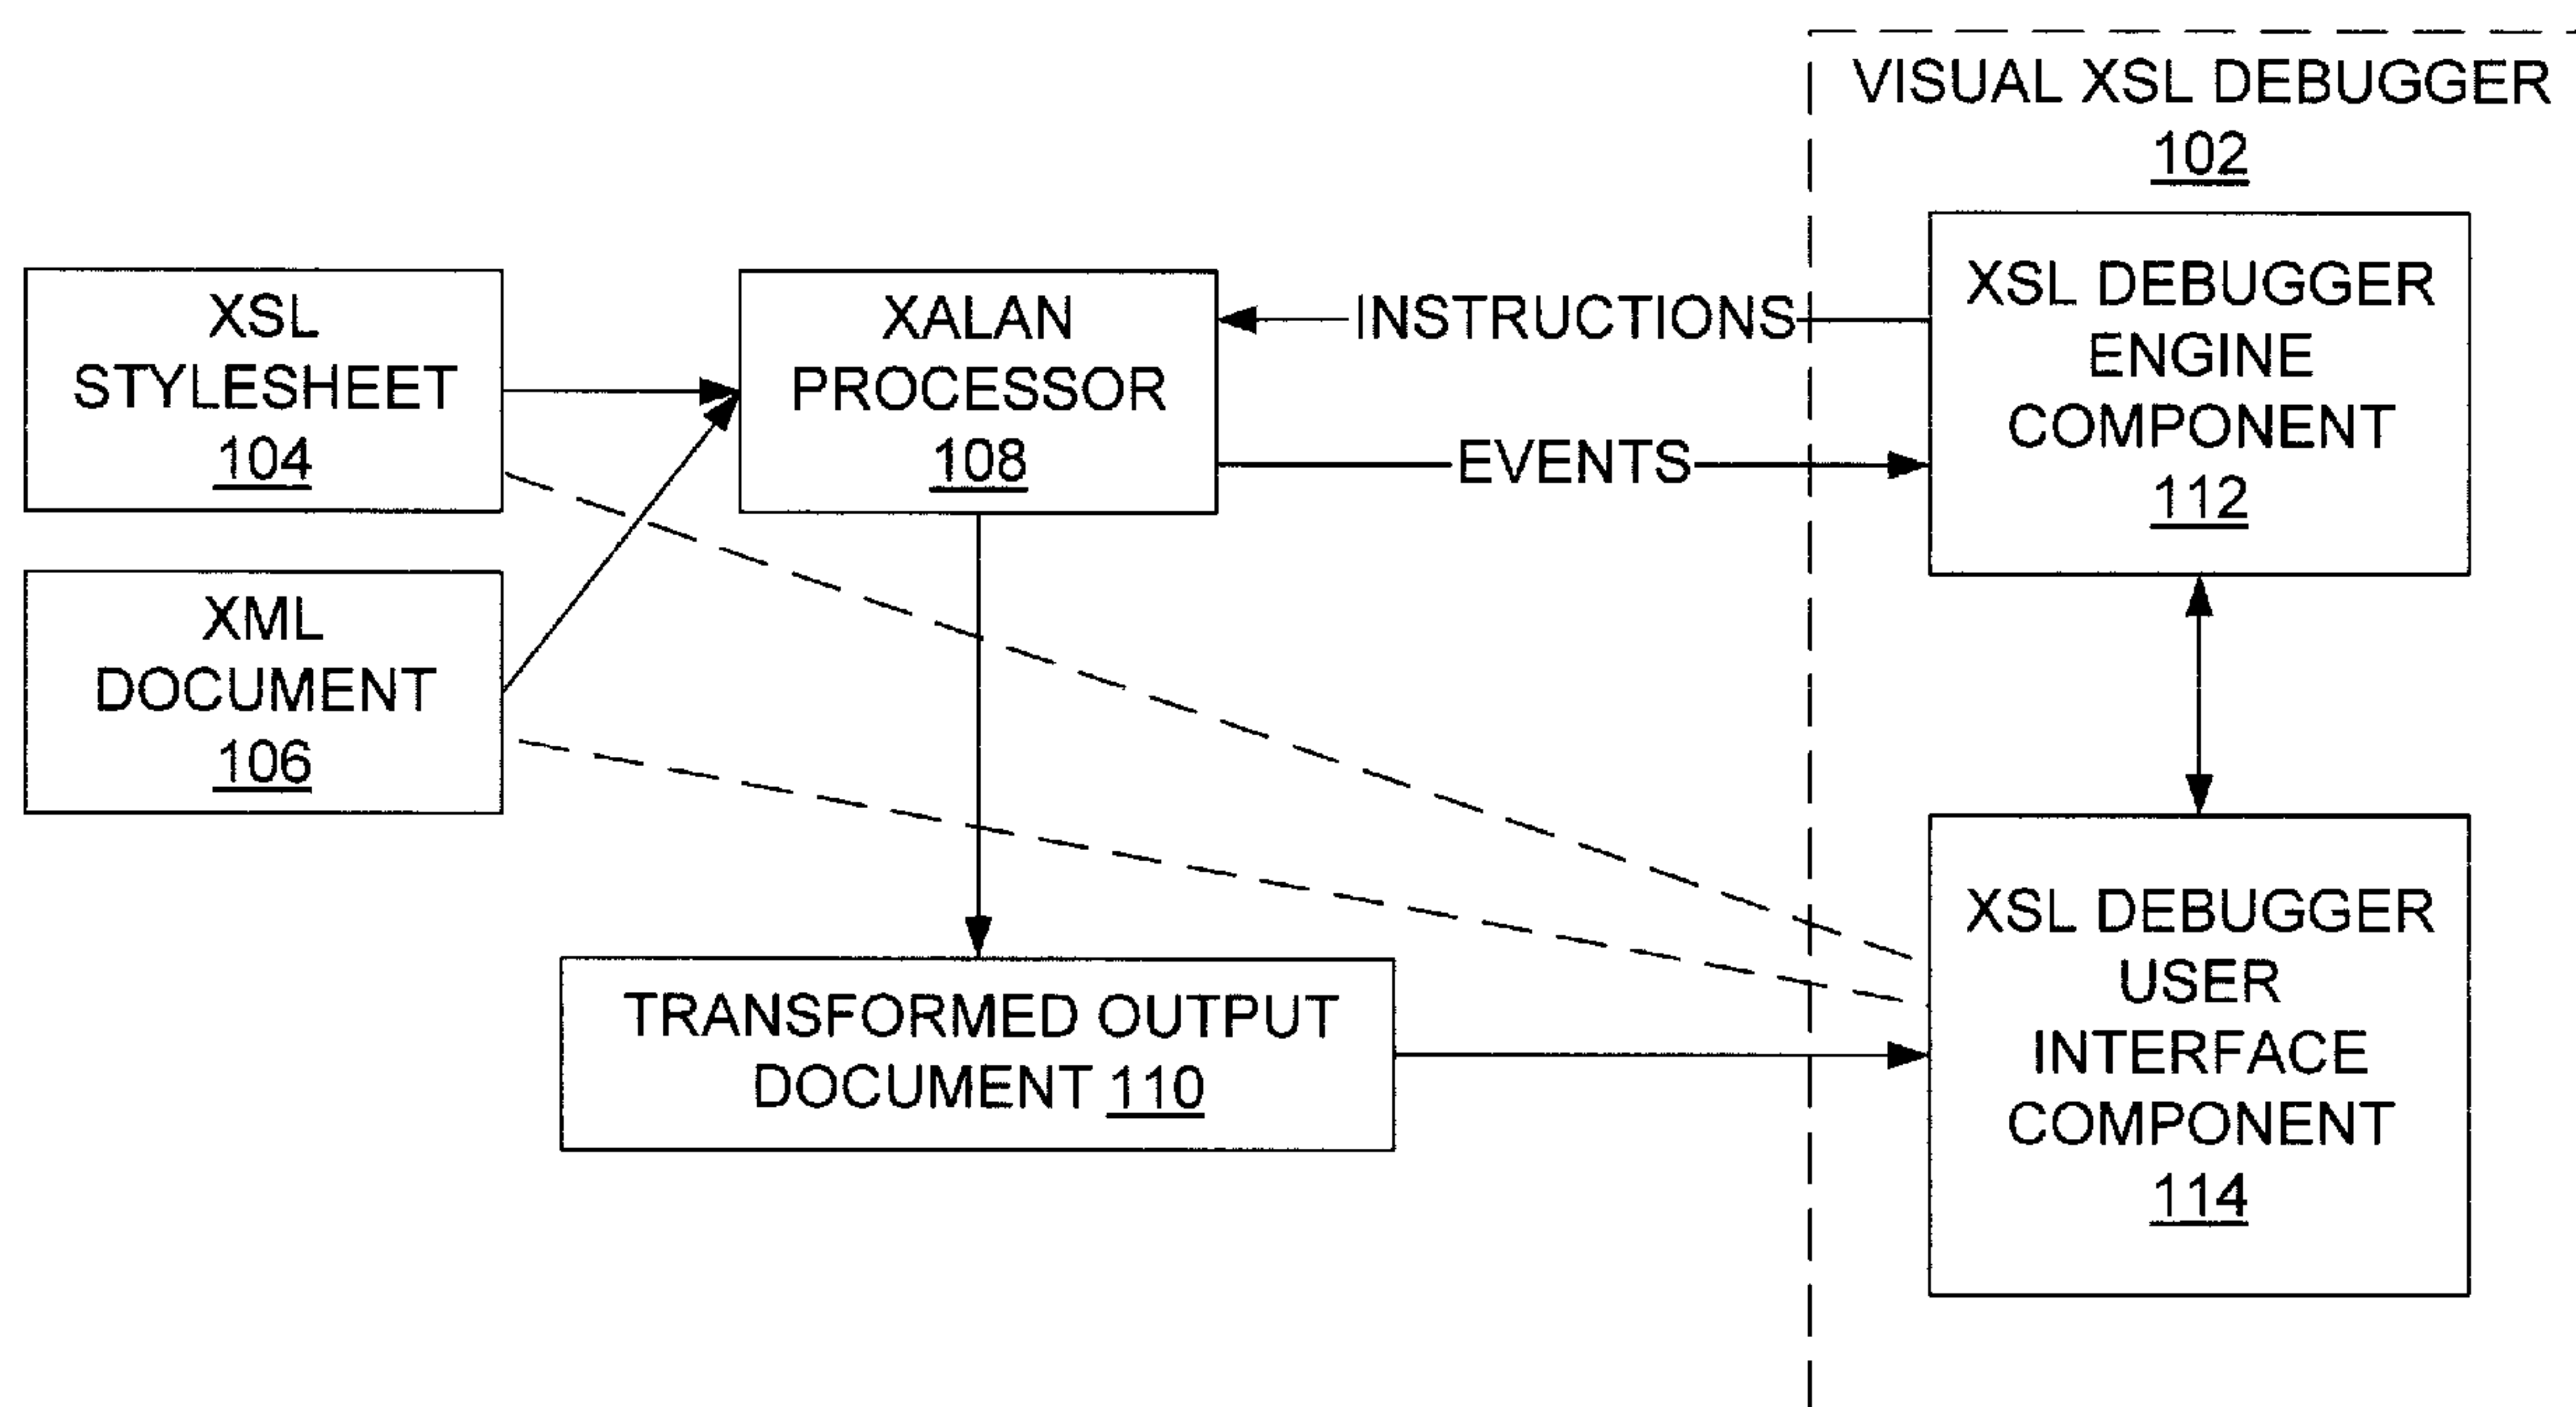 VISUAL XSL DEBUGGER
102
XSL
STYLESHEET
104
XALAN
PROCESSOR
108
INSTRUCTIONS
EVENTS
XSL DEBUGGER
ENGINE
COMPONENT
112
XML
DOCUMENT
106
TRANSFORMED OUTPUT
DOCUMENT 110
XSL DEBUGGER
USER
INTERFACE
COMPONENT
114